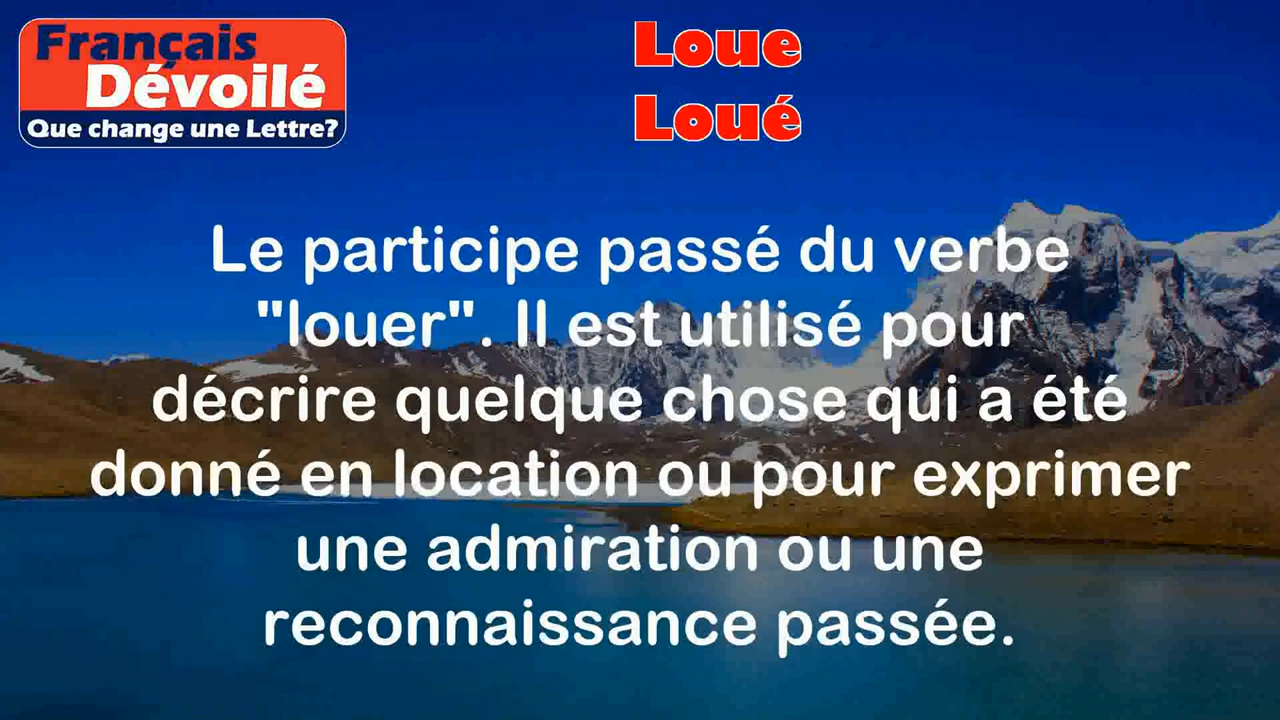 Français
Dévoilé
Que change une Lettre?
Loue
Loué
Le participe passé du verbe
"louer" . Il est utilisé pour
décrire quelque chose qui a été
donné en location ou pour exprimer
une admiration ou une
reconnaissance passée.